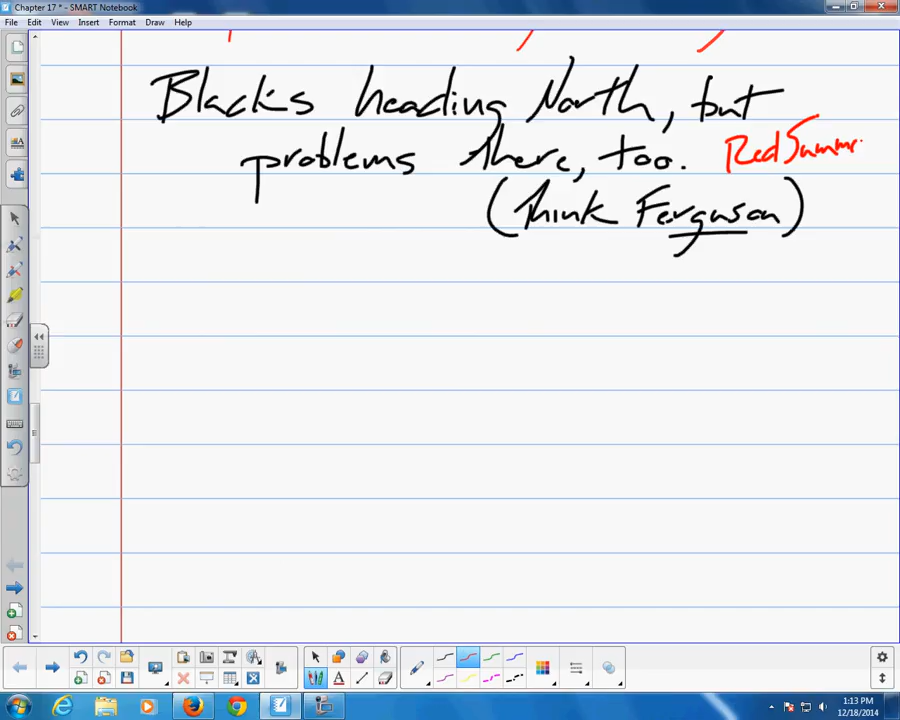 Chapter 17 * - SMART Notebook
File Edit View Insert Format Draw Help
Blacks heading North, but
problems there, too. Red Summr
(Think Ferguson)
1:13 PM
12/18/2014